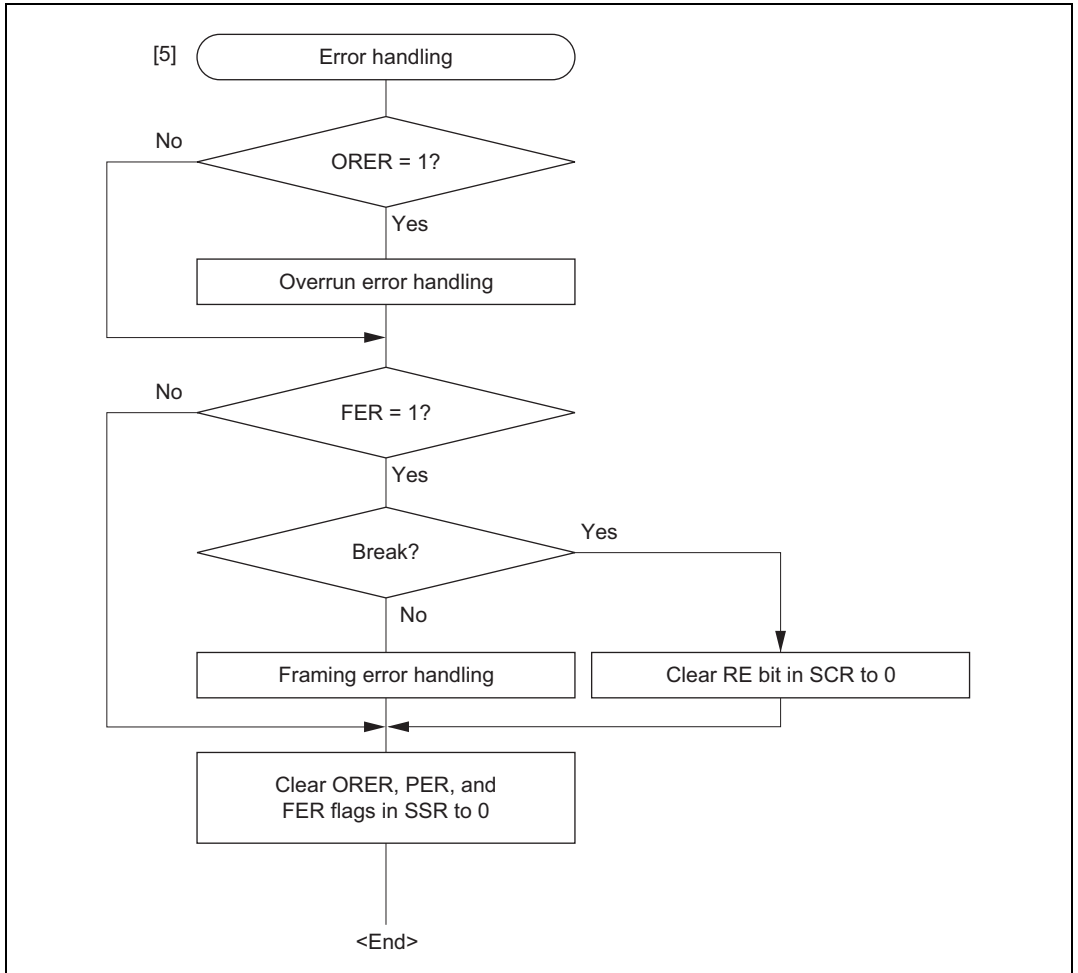 [5] Error handling
No
ORER = 1?
Yes
Overrun error handling
No
FER = 1?
Yes
Break?
Yes
No
Framing error handling
Clear RE bit in SCR to 0
Clear ORER, PER, and
FER flags in SSR to 0
<End>